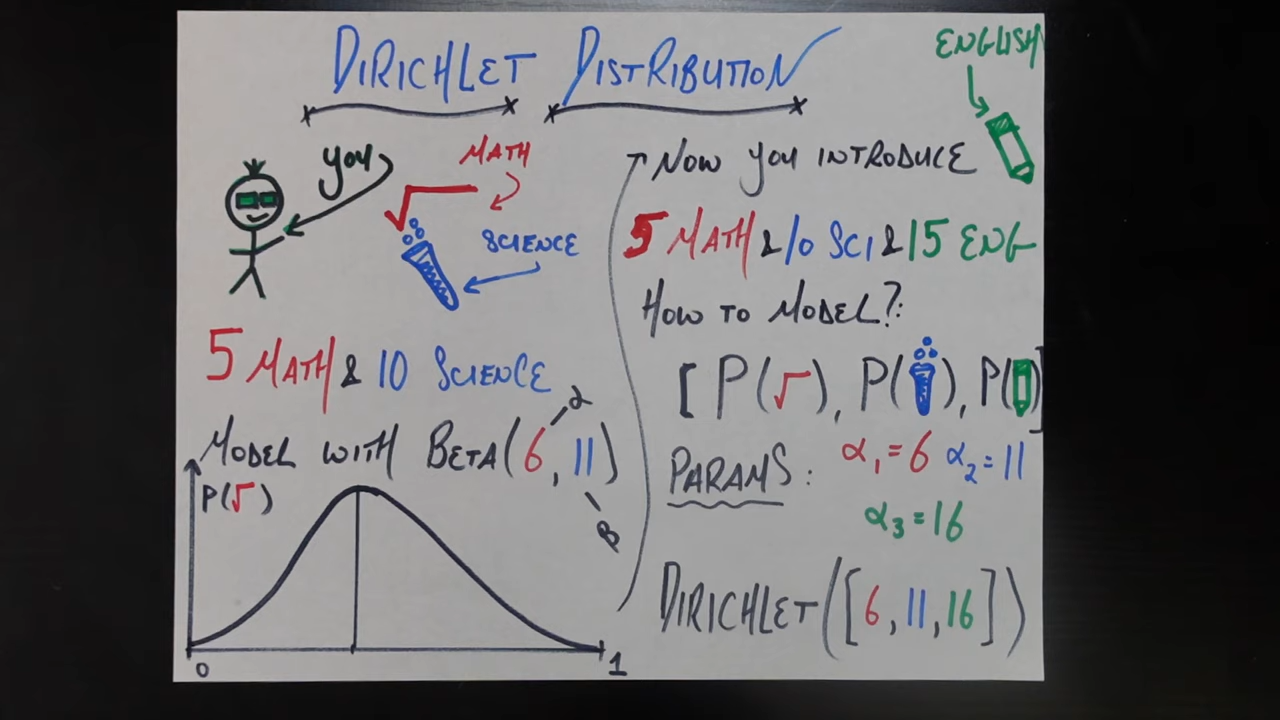 DIRICHLET DISTRIBUTION
you
MATH
SCIENCE
5 MATH & 10 SCIENCE
MODEL WITH BETA(6, 11)
α
β
P(√)
0
1
ENGLISH
NOW YOU INTRODUCE
5 MATH & 10 SCI & 15 ENG
HOW TO MODEL?:
[P(√), P( ), P( )]
PARAMS: α₁=6 α₂=11
α₃=16
DIRICHLET([6, 11, 16])